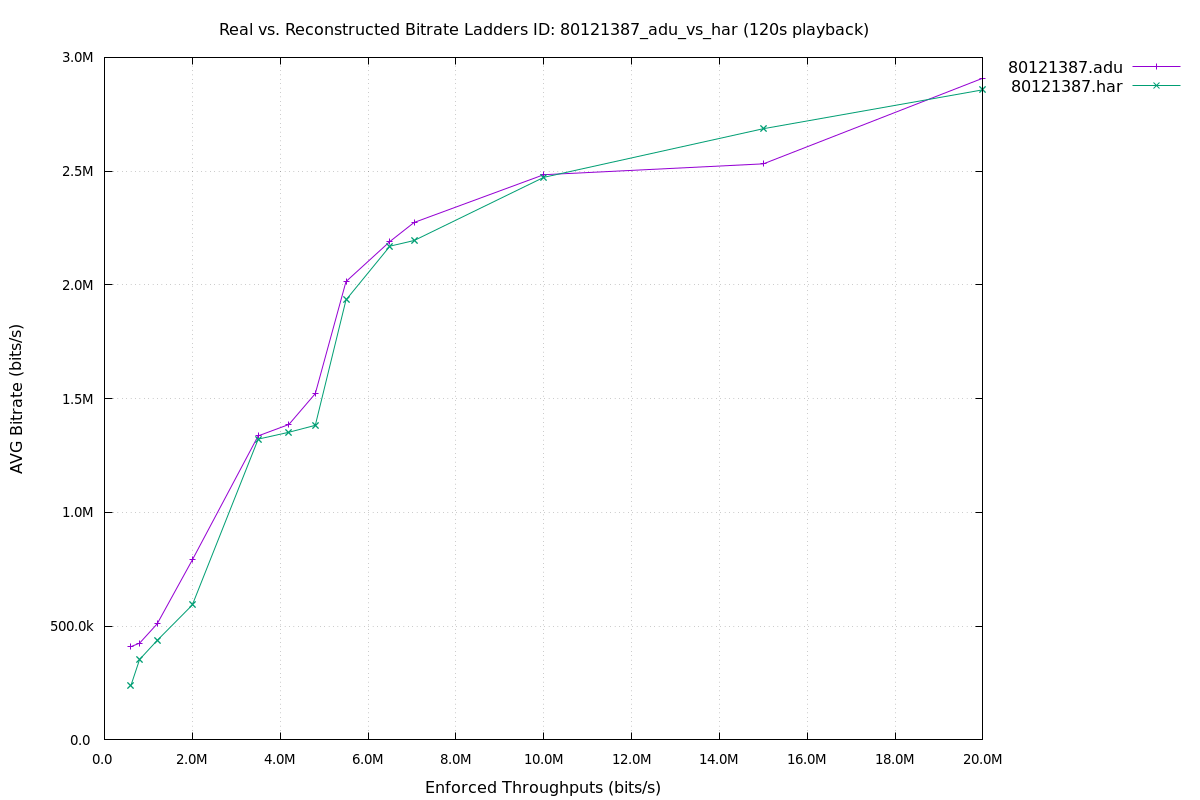 Real vs. Reconstructed Bitrate Ladders ID: 80121387_adu_vs_har (120s playback)
80121387.adu
80121387.har
AVG Bitrate (bits/s)
3.0M
2.5M
2.0M
1.5M
1.0M
500.0k
0.0
0.0 2.0M 4.0M 6.0M 8.0M 10.0M 12.0M 14.0M 16.0M 18.0M 20.0M
Enforced Throughputs (bits/s)